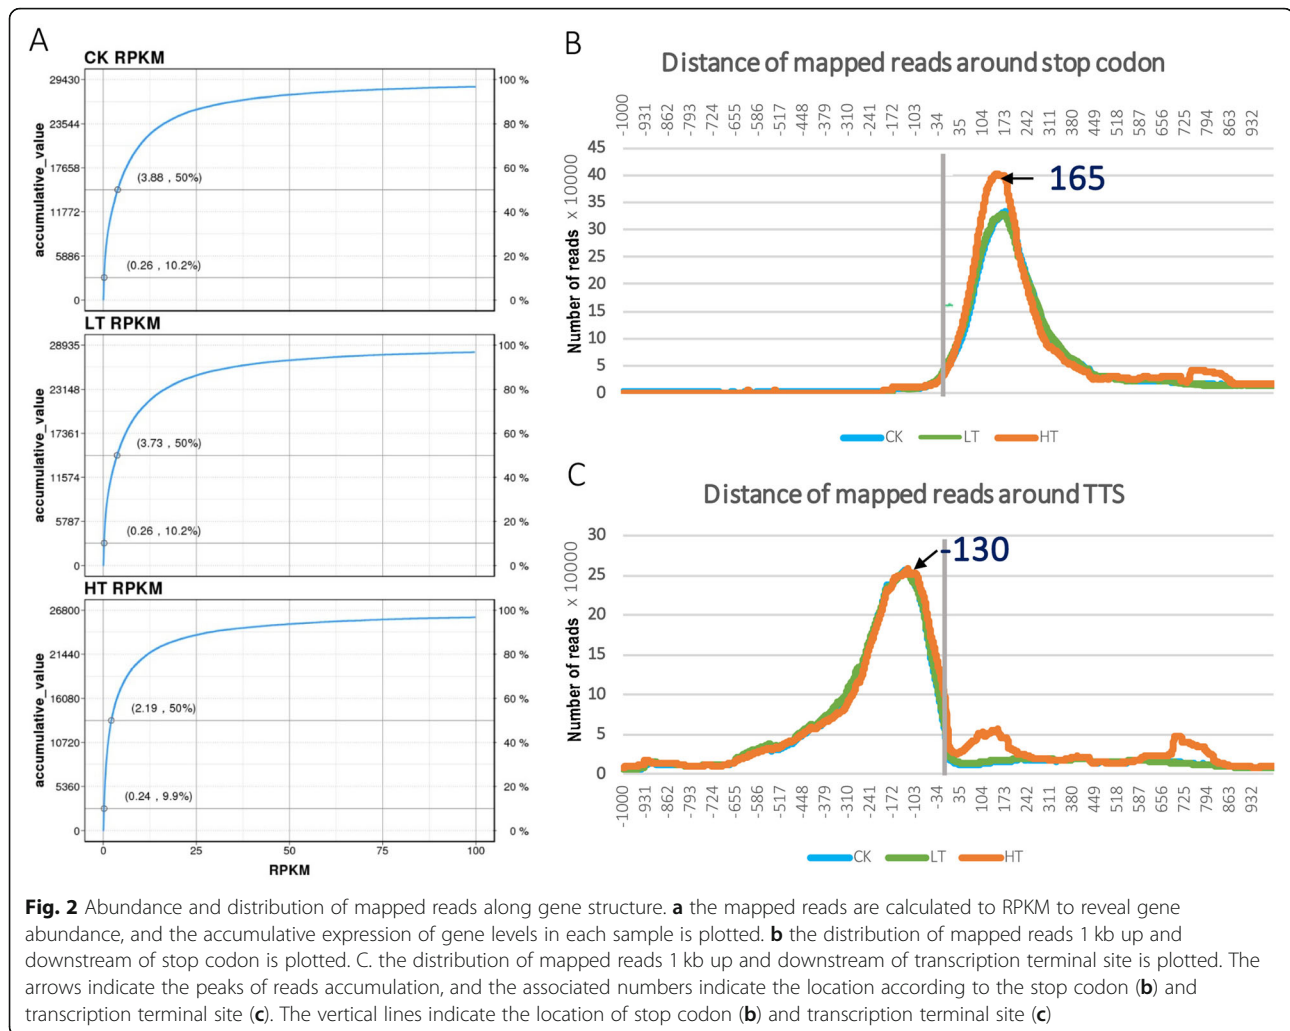 A
CK RPKM
accumulative_value
29430
23544
17658
11772
5886
0
100 %
80 %
60 %
40 %
20 %
0 %
(3.88 , 50%)
(0.26 , 10.2%)
LT RPKM
accumulative_value
28935
23148
17361
11574
5787
0
100 %
80 %
60 %
40 %
20 %
0 %
(3.73 , 50%)
(0.26 , 10.2%)
HT RPKM
accumulative_value
26800
21440
16080
10720
5360
0
100 %
80 %
60 %
40 %
20 %
0 %
(2.19 , 50%)
(0.24 , 9.9%)
0 25 50 75 100
RPKM
B
Distance of mapped reads around stop codon
-1000 -931 -862 -793 -724 -655 -586 -517 -448 -379 -310 -241 -172 -103 -34 35 104 173 242 311 380 449 518 587 656 725 794 863 932
Number of reads x 10000
45
40
35
30
25
20
15
10
5
0
165
CK LT HT
C
Distance of mapped reads around TTS
Number of reads x 10000
30
25
20
15
10
5
0
-130
-1000 -931 -862 -793 -724 -655 -586 -517 -448 -379 -310 -241 -172 -103 -34 35 104 173 242 311 380 449 518 587 656 725 794 863 932
CK LT HT
Fig. 2 Abundance and distribution of mapped reads along gene structure. a the mapped reads are calculated to RPKM to reveal gene
abundance, and the accumulative expression of gene levels in each sample is plotted. b the distribution of mapped reads 1 kb up and
downstream of stop codon is plotted. C. the distribution of mapped reads 1 kb up and downstream of transcription terminal site is plotted. The
arrows indicate the peaks of reads accumulation, and the associated numbers indicate the location according to the stop codon (b) and
transcription terminal site (c). The vertical lines indicate the location of stop codon (b) and transcription terminal site (c)